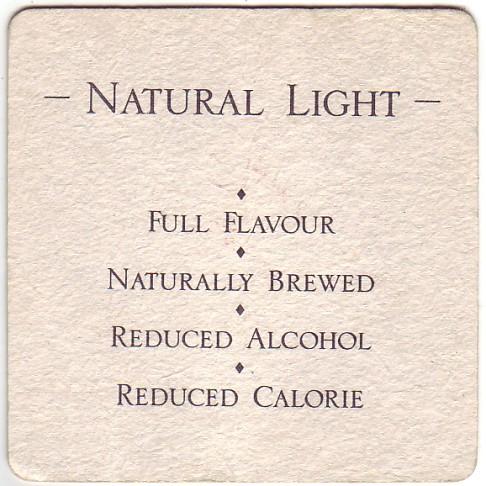 — NATURAL LIGHT —
♦
FULL FLAVOUR
♦
NATURALLY BREWED
♦
REDUCED ALCOHOL
♦
REDUCED CALORIE